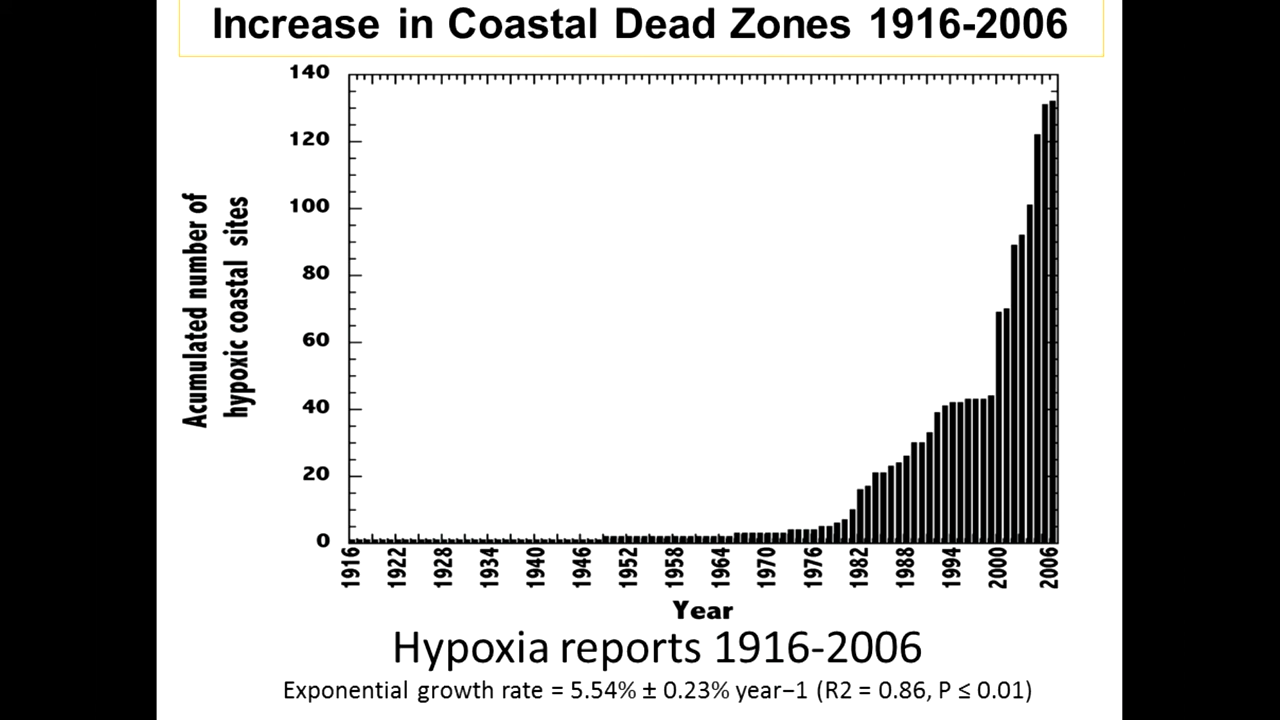 Increase in Coastal Dead Zones 1916-2006
140
120
100
80
60
40
20
0
Acumulated number of
hypoxic coastal sites
1916 1922 1928 1934 1940 1946 1952 1958 1964 1970 1976 1982 1988 1994 2000 2006
Year
Hypoxia reports 1916-2006
Exponential growth rate = 5.54% ± 0.23% year−1 (R2 = 0.86, P ≤ 0.01)